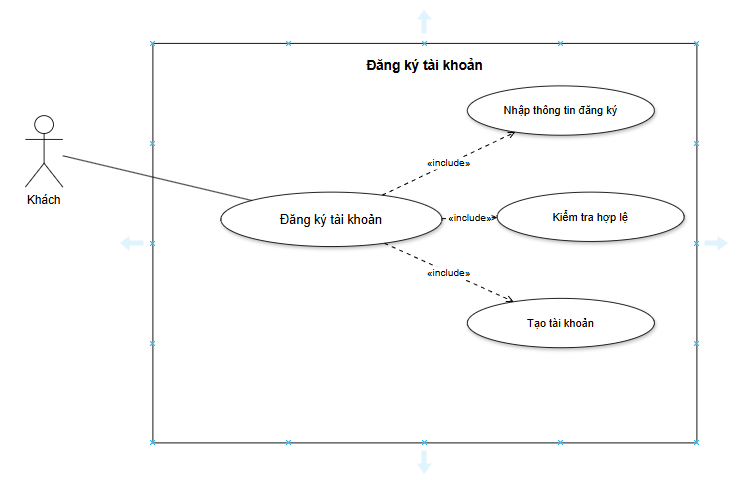 Đăng ký tài khoản
Nhập thông tin đăng ký
«include»
Khách
Đăng ký tài khoản
«include»
Kiểm tra hợp lệ
«include»
Tạo tài khoản